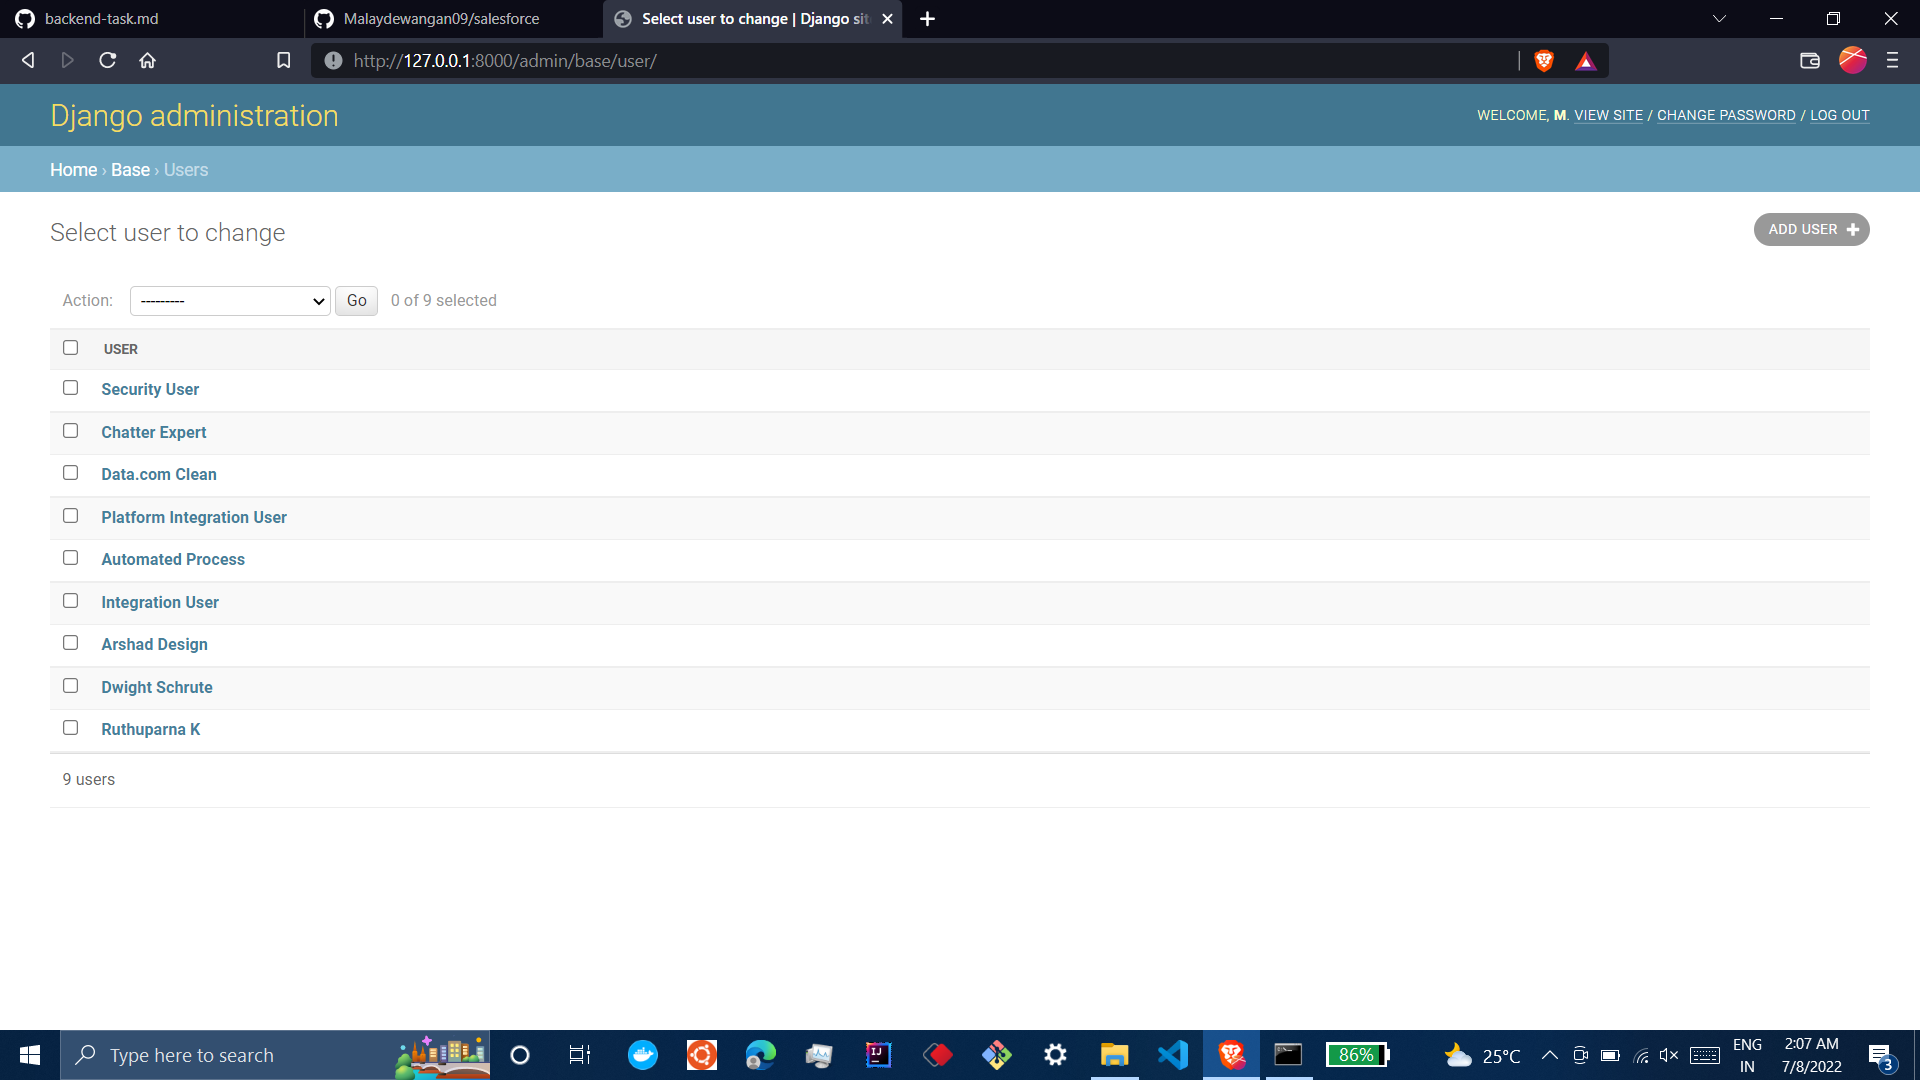 backend-task.md
Malaydewangan09/salesforce
Select user to change | Django sit
http://127.0.0.1:8000/admin/base/user/
Django administration
WELCOME, M. VIEW SITE / CHANGE PASSWORD / LOG OUT
Home › Base › Users
Select user to change
ADD USER +
Action: --------- Go 0 of 9 selected
USER
Security User
Chatter Expert
Data.com Clean
Platform Integration User
Automated Process
Integration User
Arshad Design
Dwight Schrute
Ruthuparna K
9 users
Type here to search
IJ
86%
25°C
ENG
IN
2:07 AM
7/8/2022
3